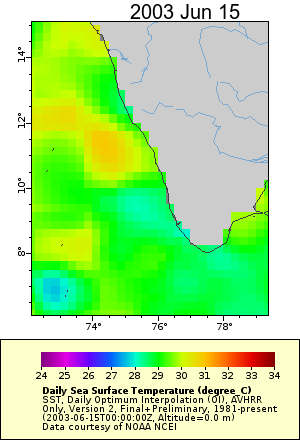 2003 Jun 15
14°
12°
10°
8°
74°
76°
78°
24 25 26 27 28 29 30 31 32 33 34
Daily Sea Surface Temperature (degree_C)
SST, Daily Optimum Interpolation (OI), AVHRR
Only, Version 2, Final+Preliminary, 1981-present
(2003-06-15T00:00:00Z, Altitude=0.0 m)
Data courtesy of NOAA NCEI